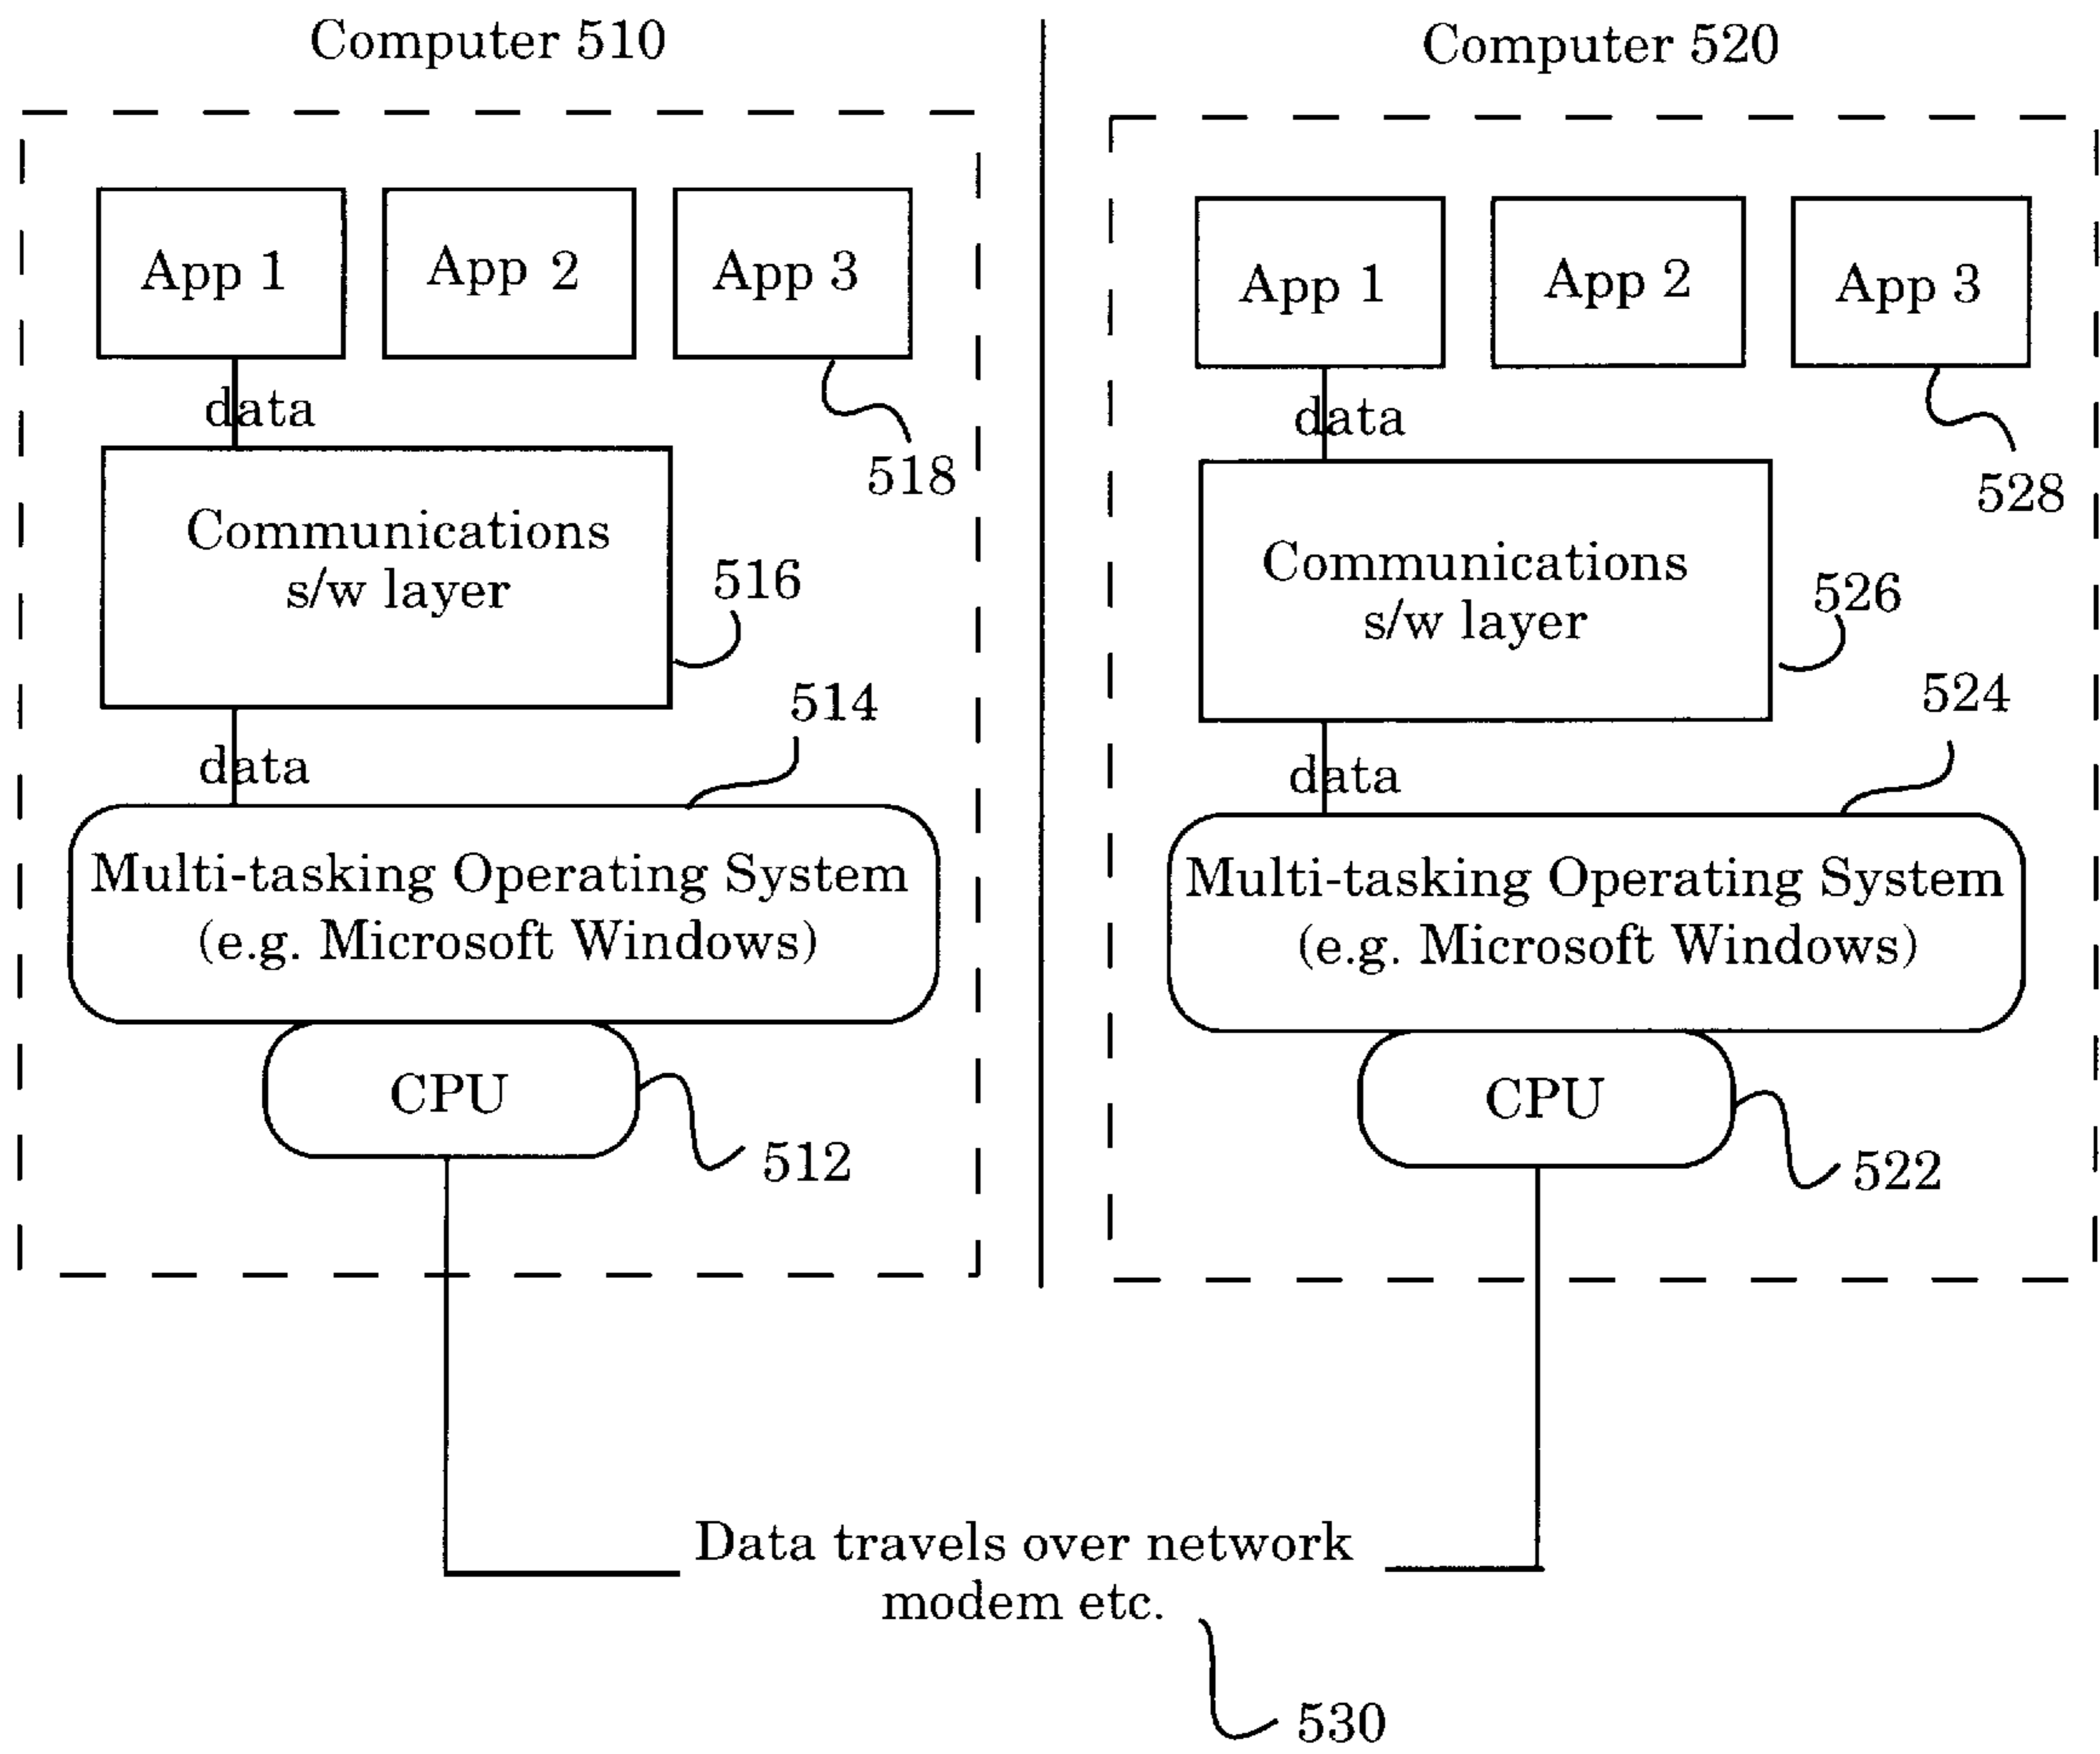 Computer 510
App 1
App 2
App 3
data
518
Communications
s/w layer
516
514
data
Multi-tasking Operating System
(e.g. Microsoft Windows)
CPU
512
Computer 520
App 1
App 2
App 3
data
528
Communications
s/w layer
526
524
data
Multi-tasking Operating System
(e.g. Microsoft Windows)
CPU
522
Data travels over network
modem etc.
530